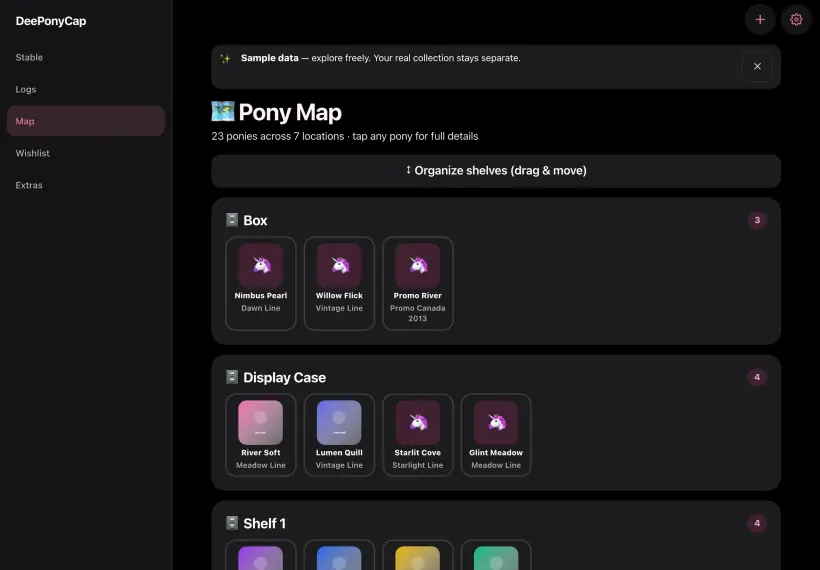 DeePonyCap
Stable
Logs
Map
Wishlist
Extras
Sample data — explore freely. Your real collection stays separate.
Pony Map
23 ponies across 7 locations · tap any pony for full details
↕ Organize shelves (drag & move)
Box
3
Nimbus Pearl
Dawn Line
Willow Flick
Vintage Line
Promo River
Promo Canada
2013
Display Case
4
River Soft
Meadow Line
Lumen Quill
Vintage Line
Starlit Cove
Starlight Line
Glint Meadow
Meadow Line
Shelf 1
4